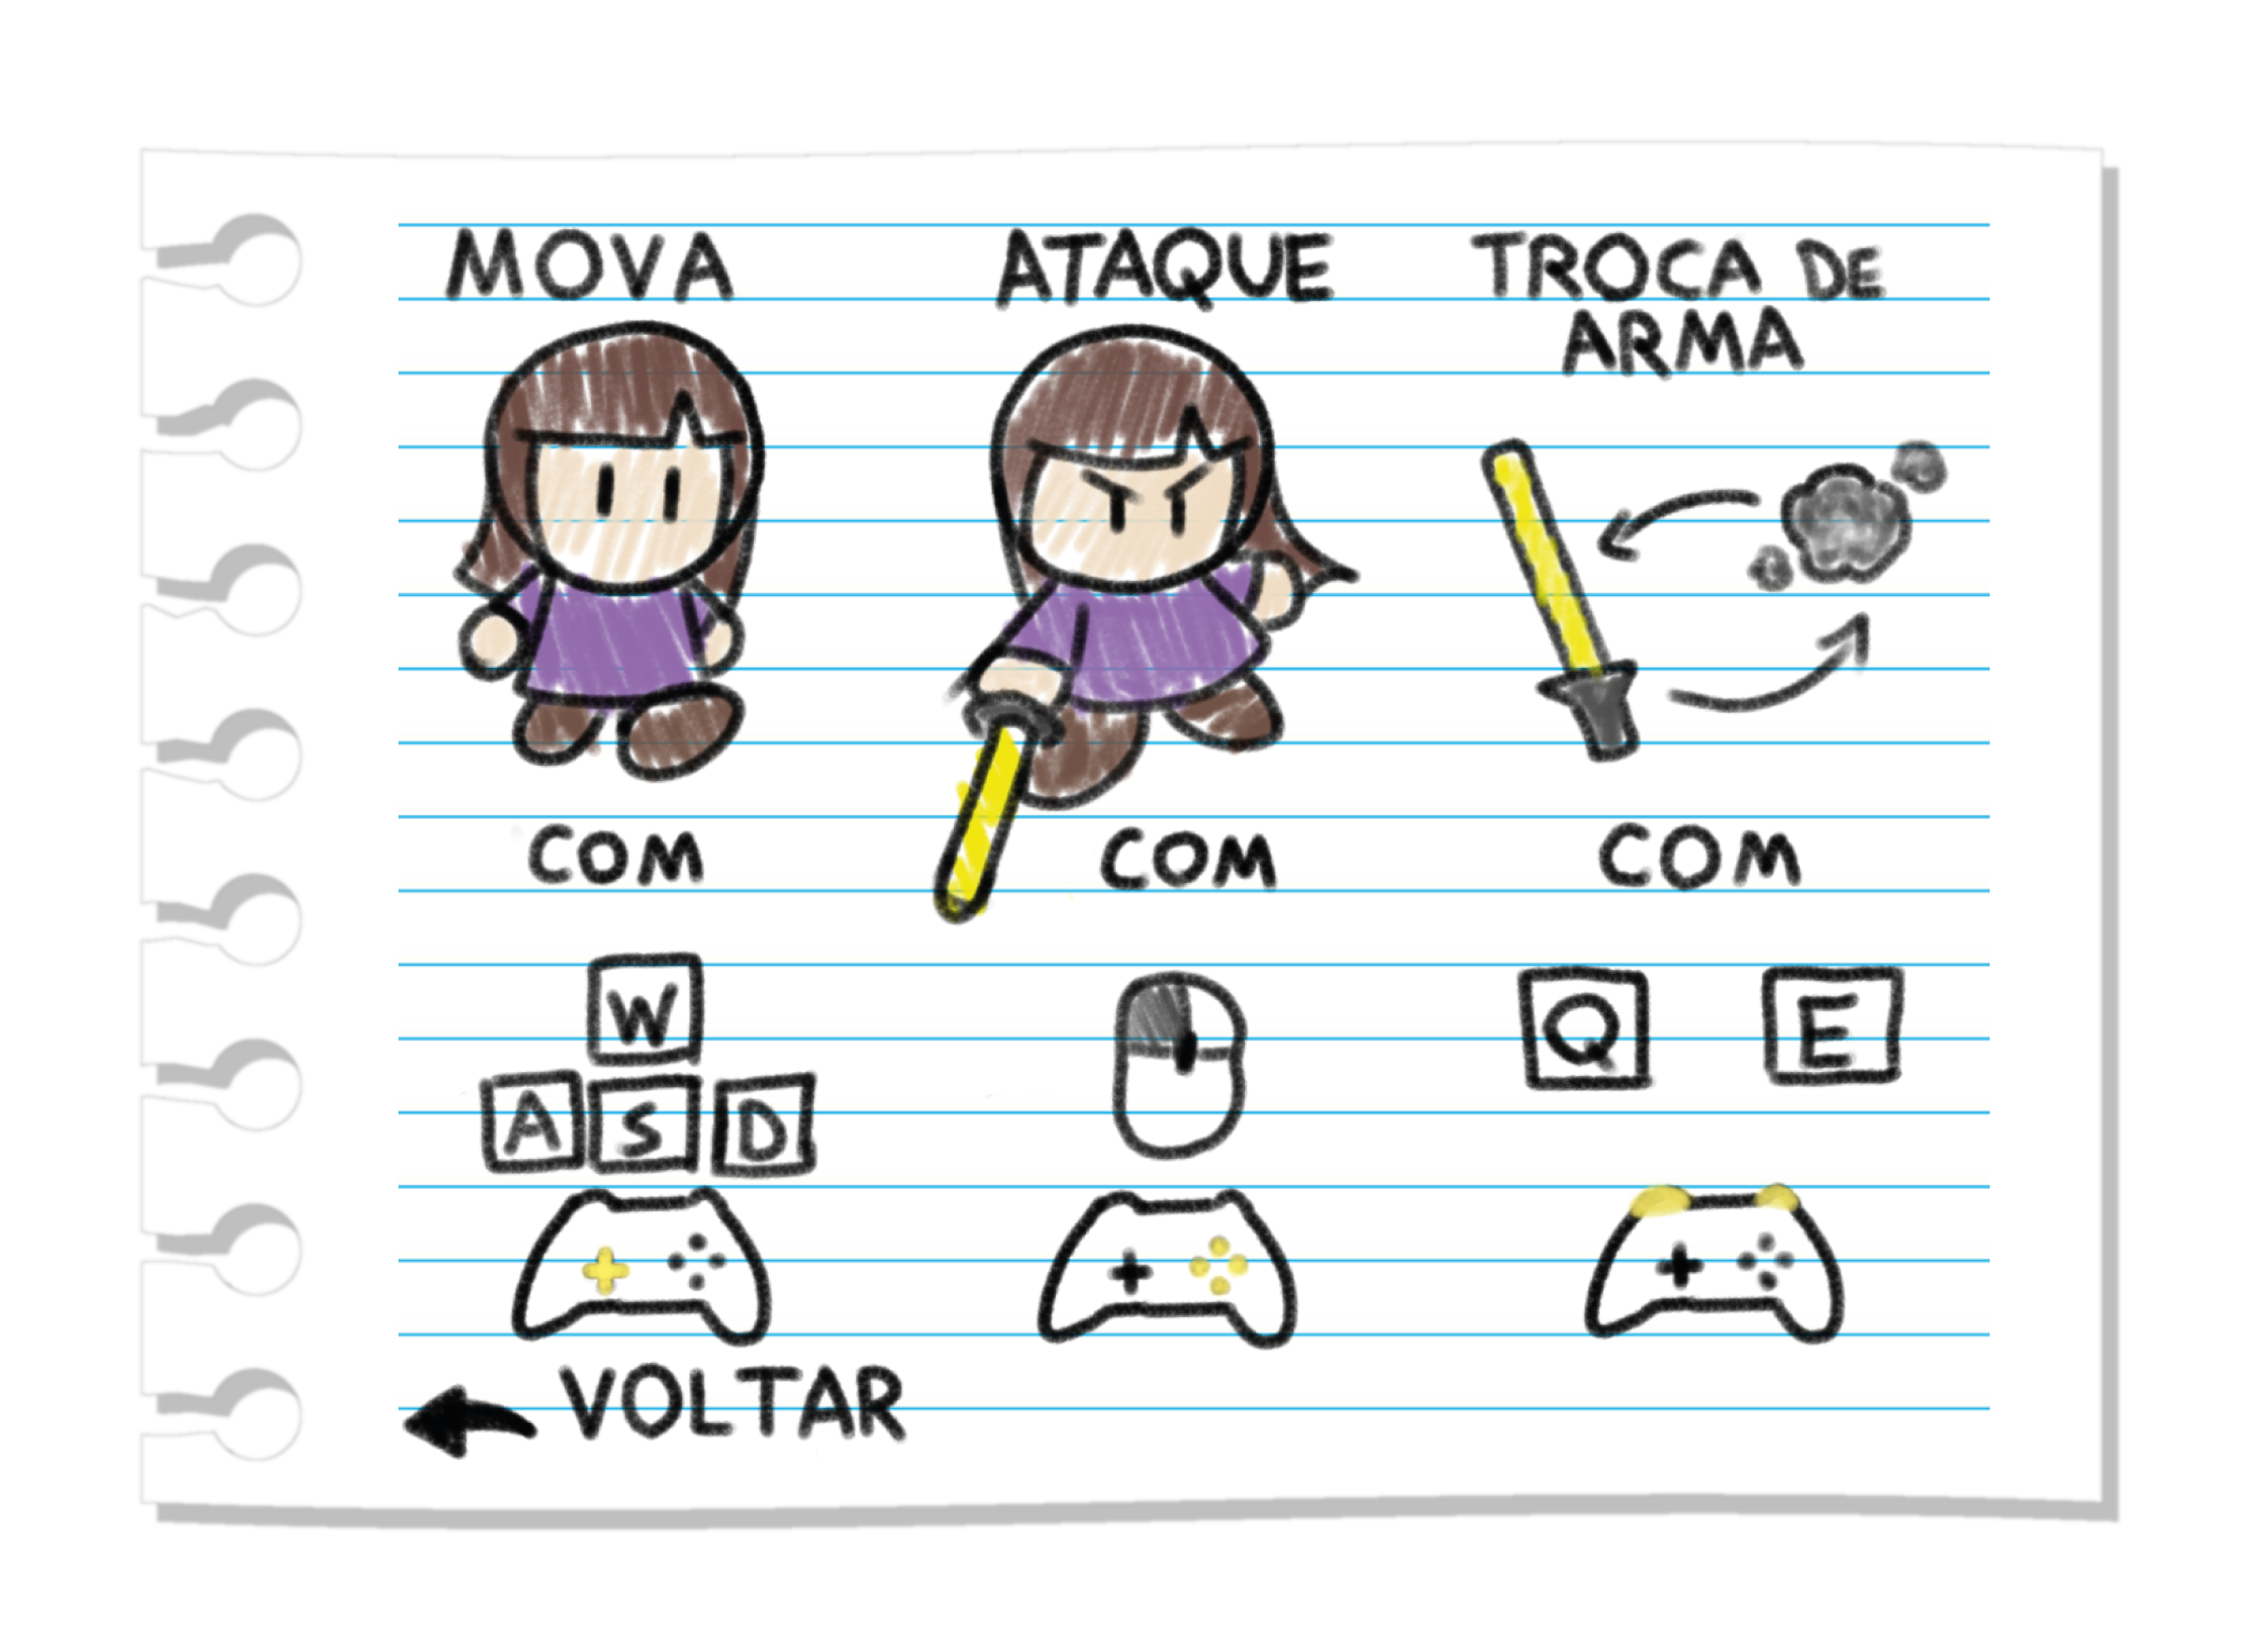 MOVA
ATAQUE
TROCA DE
ARMA
COM
COM
COM
W
A S D
Q E
VOLTAR